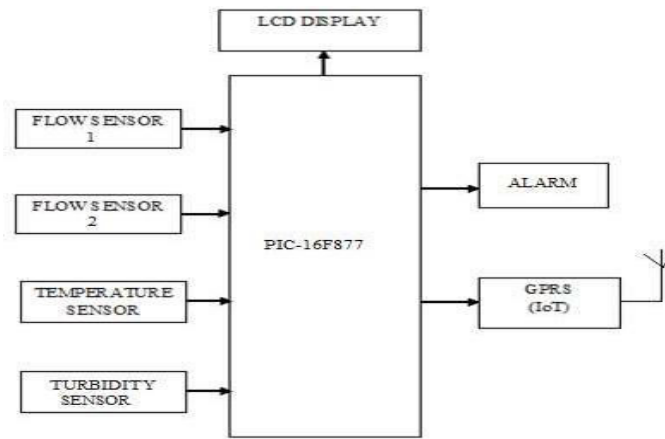 LCD DISPLAY
FLOW SENSOR
1
FLOW SENSOR
2
TEMPERATURE
SENSOR
TURBIDITY
SENSOR
PIC-16F877
ALARM
GPRS
(IoT)